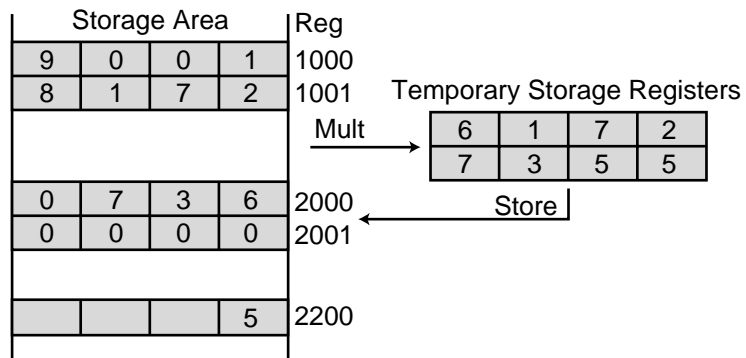 Storage Area Reg
9 0 0 1 1000
8 1 7 2 1001
Temporary Storage Registers
Mult
6 1 7 2
7 3 5 5
0 7 3 6 2000
Store
0 0 0 0 2001
5 2200